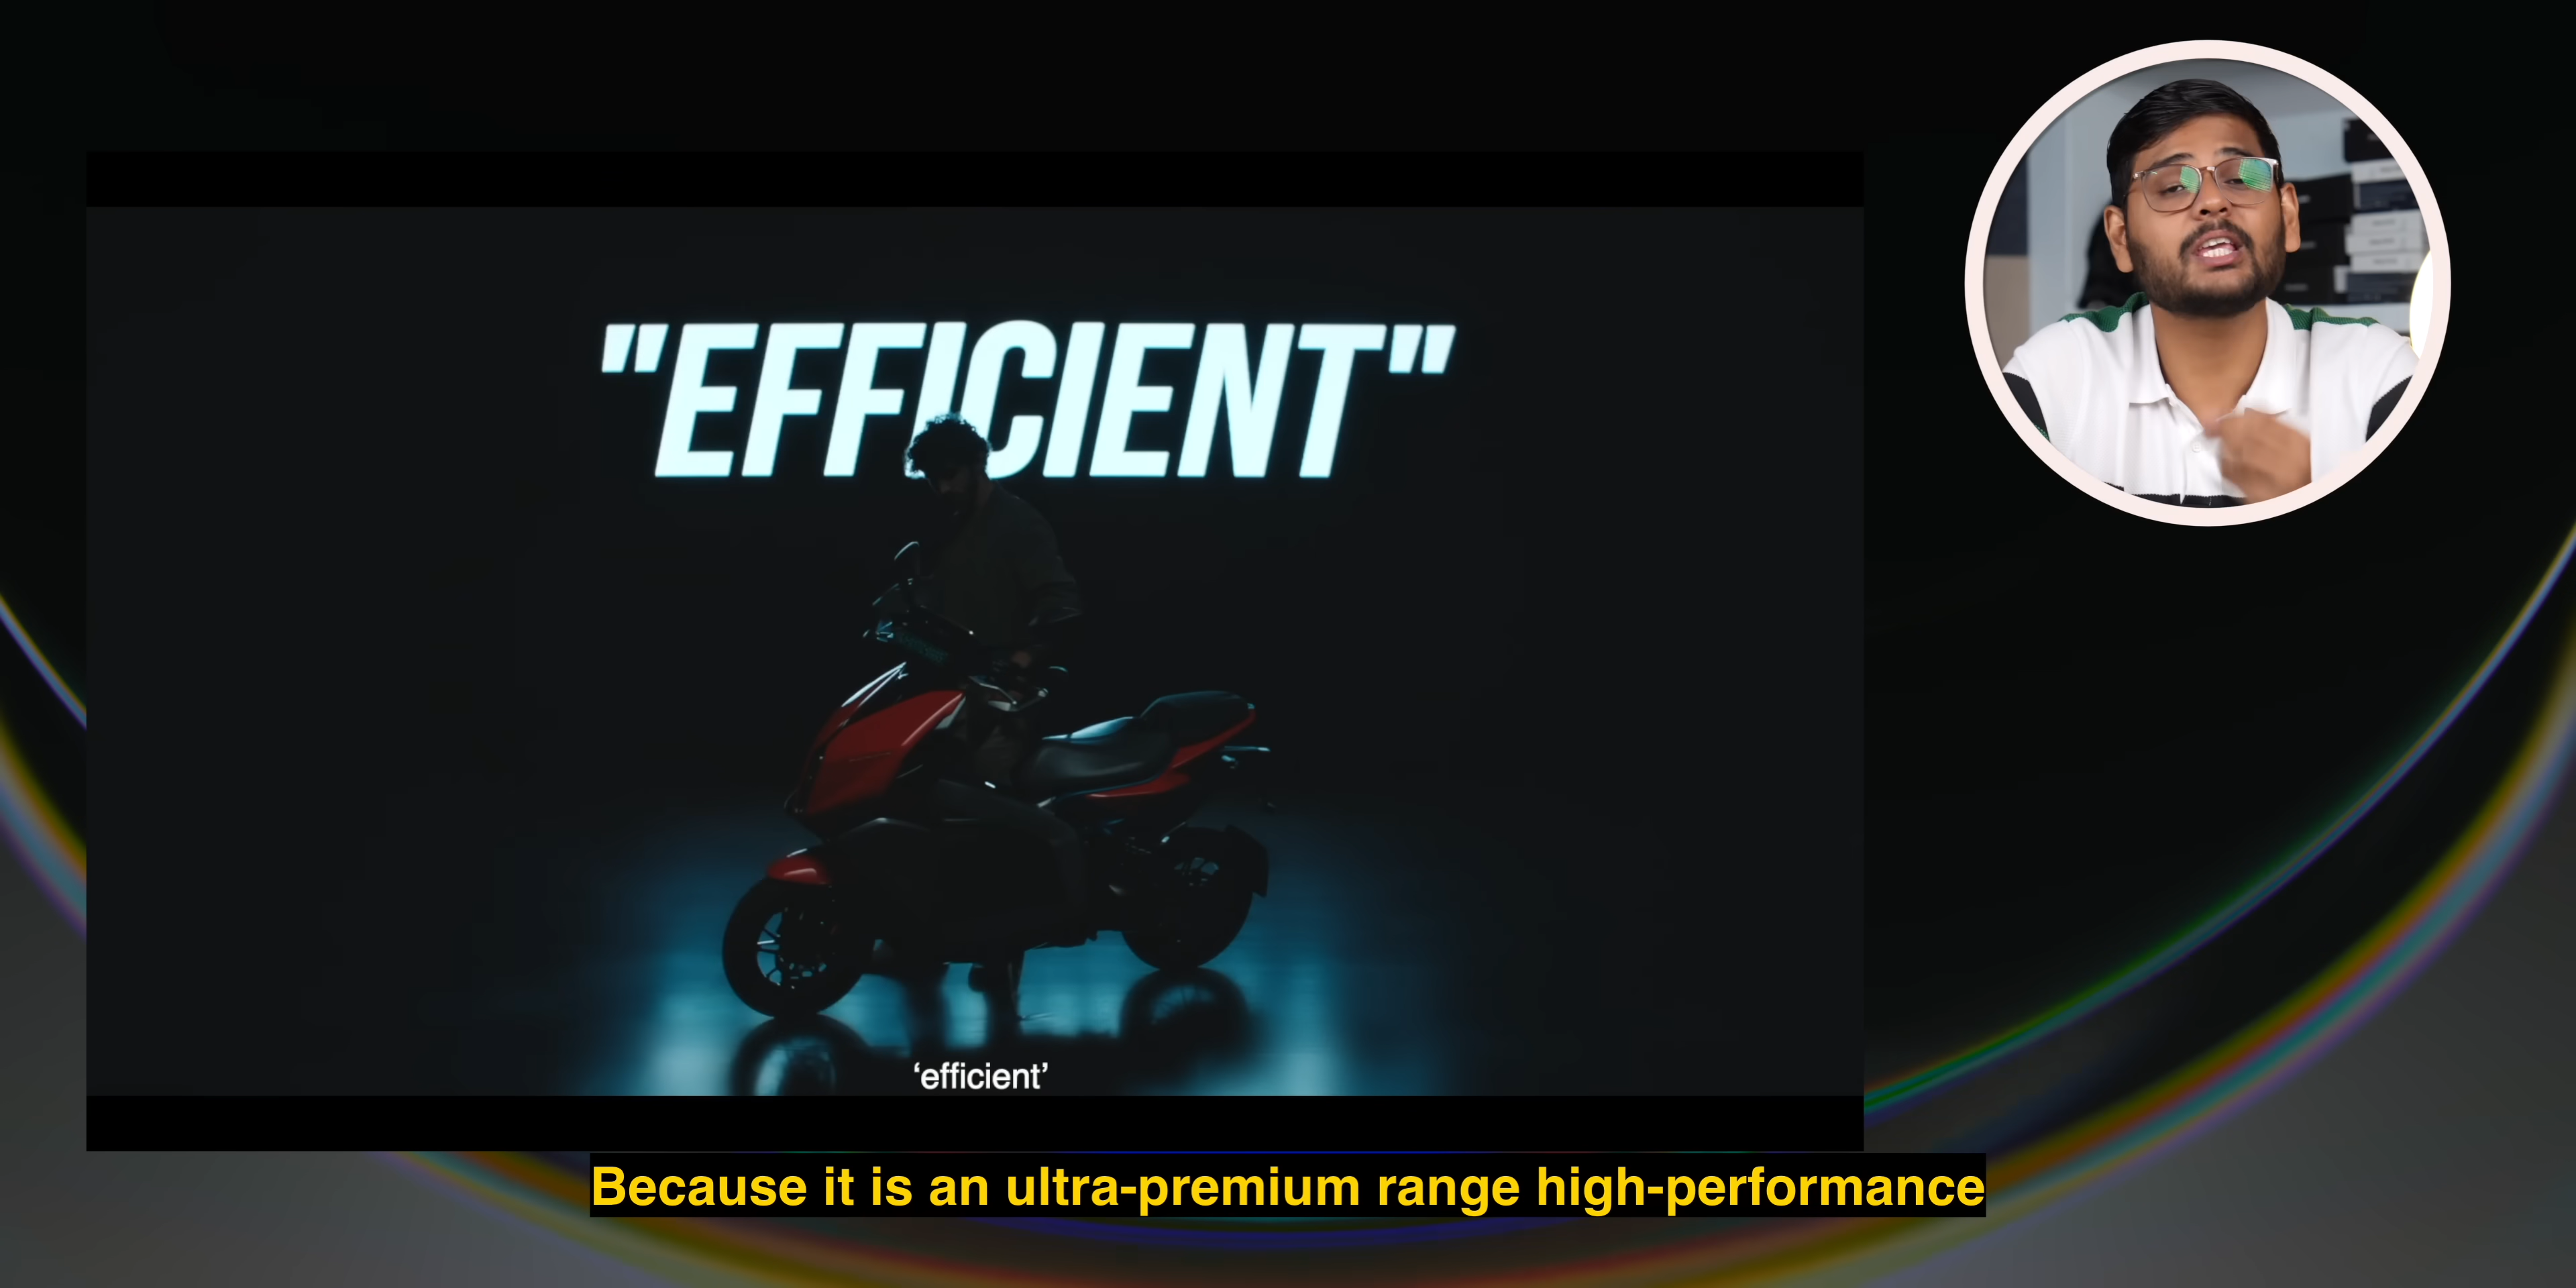 "EFFICIENT"
‘efficient’
Because it is an ultra-premium range high-performance